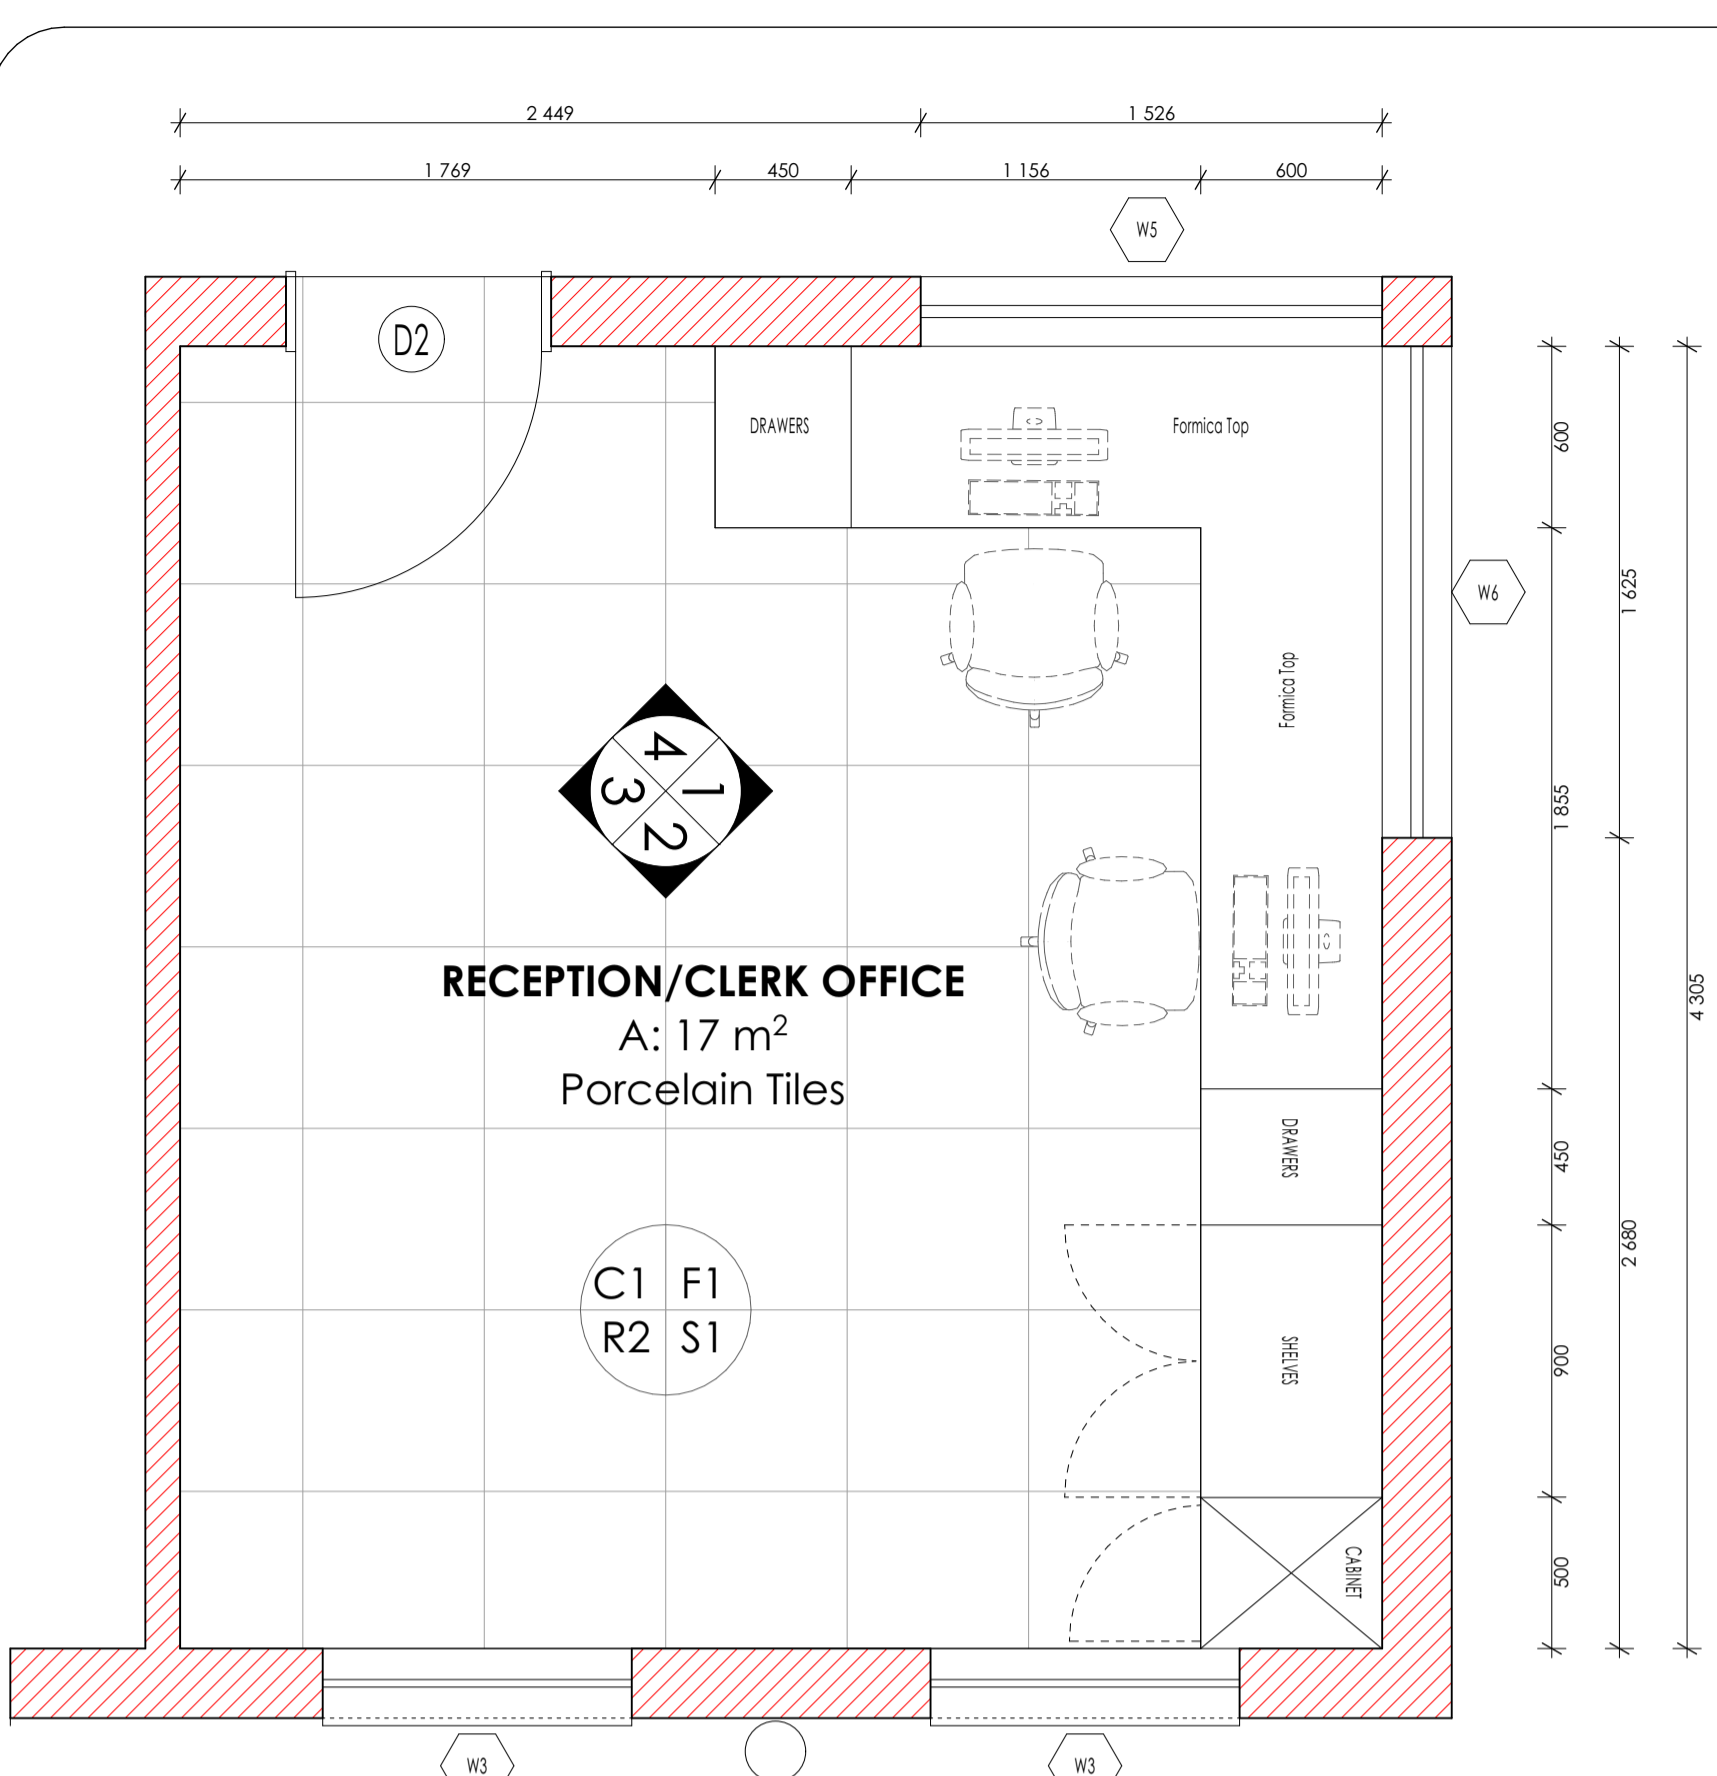 2 449
1 526
1 769
450
1 156
600
W5
D2
DRAWERS
Formica Top
600
1 625
W6
Formica Top
4
1
3
2
1 855
RECEPTION/CLERK OFFICE
A: 17 m²
Porcelain Tiles
4 305
DRAWERS
450
2 680
C1 F1
R2 S1
SHELVES
900
CABINET
500
W3
W3